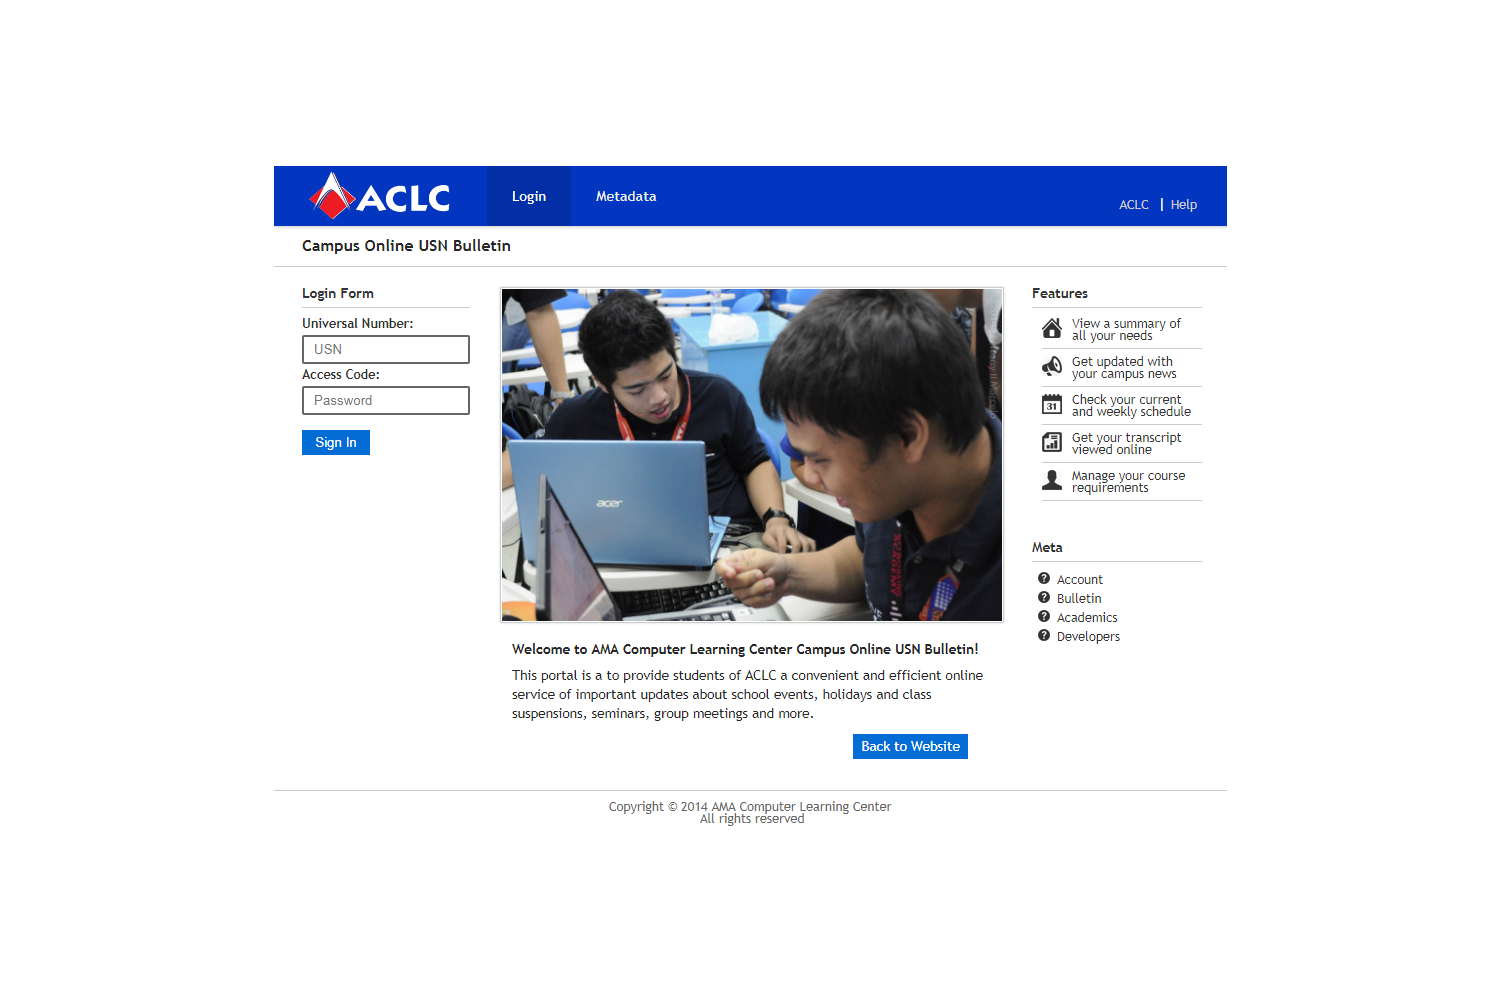 ACLC
Login
Metadata
ACLC | Help
Campus Online USN Bulletin
Login Form
Universal Number:
USN
Access Code:
Password
Sign In
acer
Welcome to AMA Computer Learning Center Campus Online USN Bulletin!
This portal is a to provide students of ACLC a convenient and efficient online
service of important updates about school events, holidays and class
suspensions, seminars, group meetings and more.
Back to Website
Features
View a summary of
all your needs
Get updated with
your campus news
31
Check your current
and weekly schedule
Get your transcript
viewed online
Manage your course
requirements
Meta
? Account
? Bulletin
? Academics
? Developers
Copyright © 2014 AMA Computer Learning Center
All rights reserved